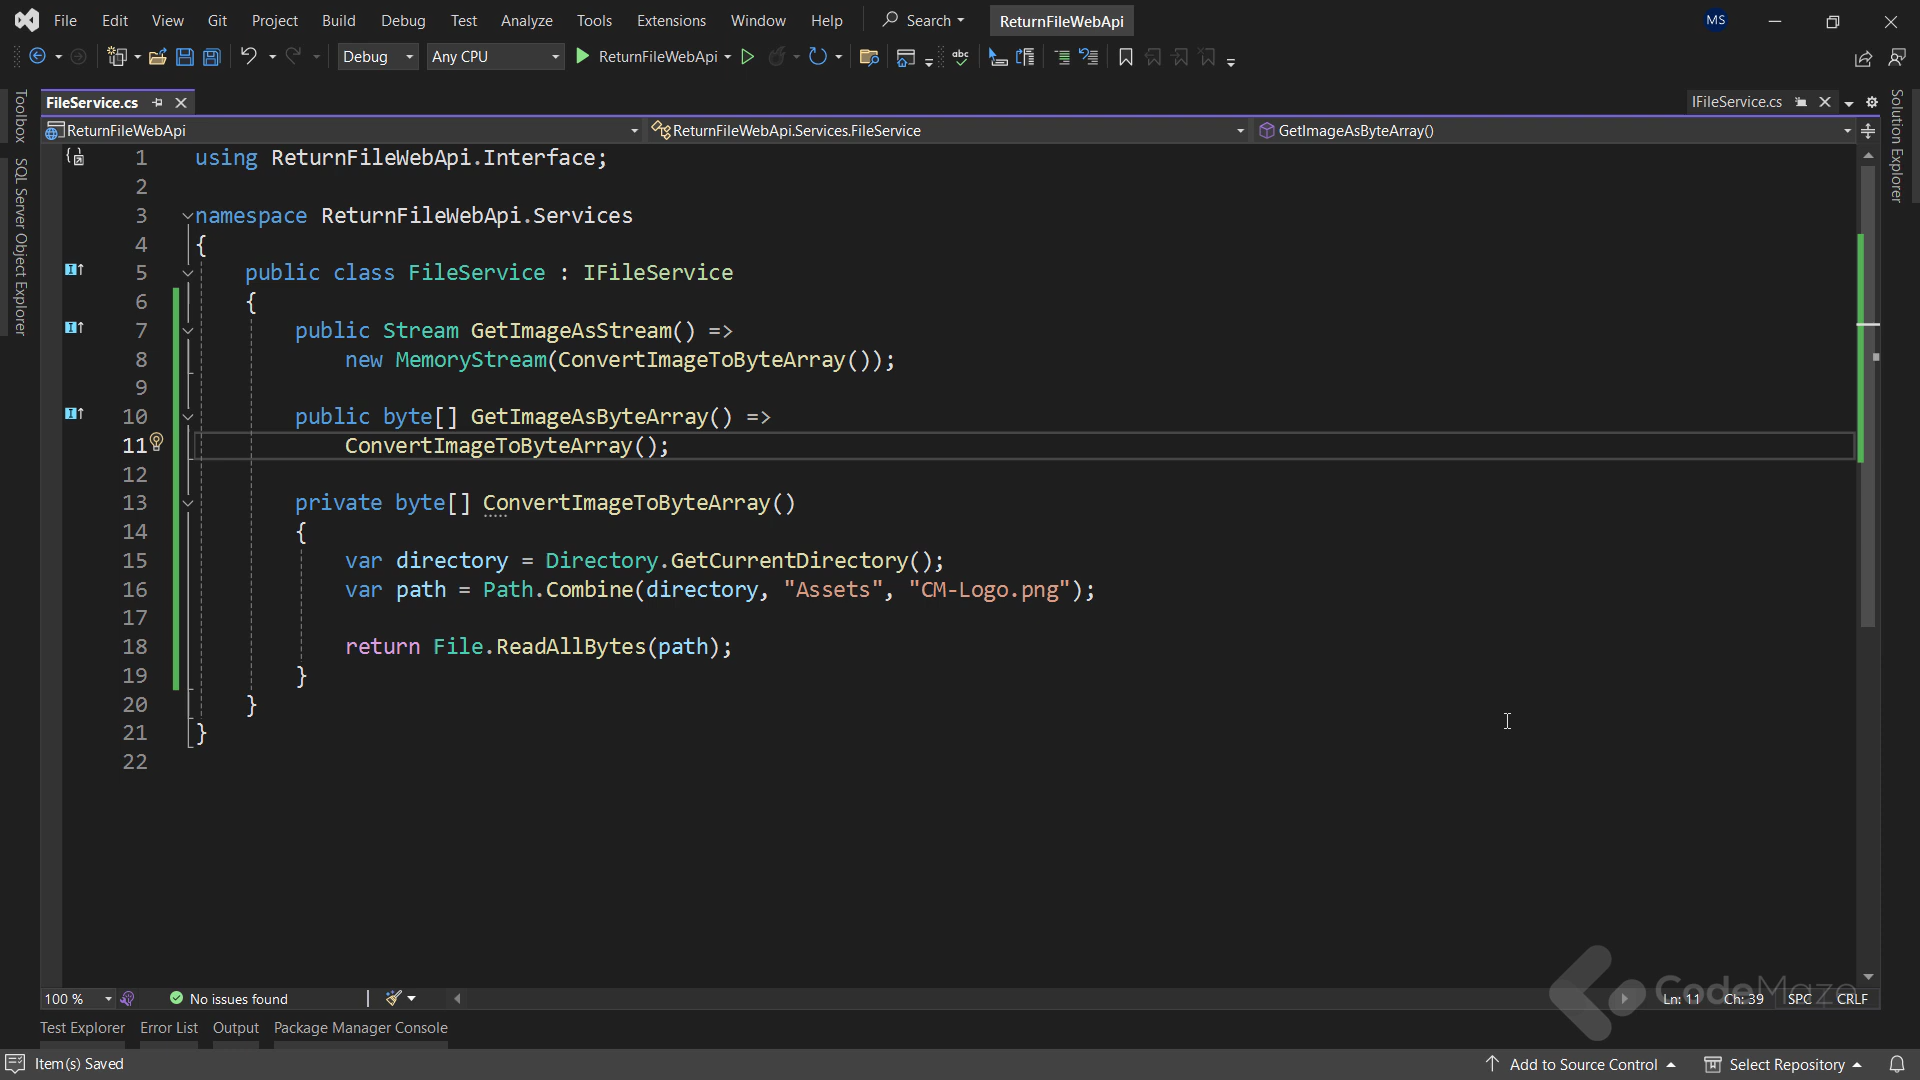 File Edit View Git Project Build Debug Test Analyze Tools Extensions Window Help Search ReturnFileWebApi MS
Debug Any CPU ReturnFileWebApi
Toolbox
SQL Server Object Explorer
FileService.cs IFileService.cs
Solution Explorer
ReturnFileWebApi ReturnFileWebApi.Services.FileService GetImageAsByteArray()
1 using ReturnFileWebApi.Interface;
2
3 namespace ReturnFileWebApi.Services
4 {
5 public class FileService : IFileService
6 {
7 public Stream GetImageAsStream() =>
8 new MemoryStream(ConvertImageToByteArray());
9
10 public byte[] GetImageAsByteArray() =>
11 ConvertImageToByteArray();
12
13 private byte[] ConvertImageToByteArray()
14 {
15 var directory = Directory.GetCurrentDirectory();
16 var path = Path.Combine(directory, "Assets", "CM-Logo.png");
17
18 return File.ReadAllBytes(path);
19 }
20 }
21 }
22
CodeMaze
100 % No issues found Ln: 11 Ch: 39 SPC CRLF
Test Explorer Error List Output Package Manager Console
Item(s) Saved Add to Source Control Select Repository